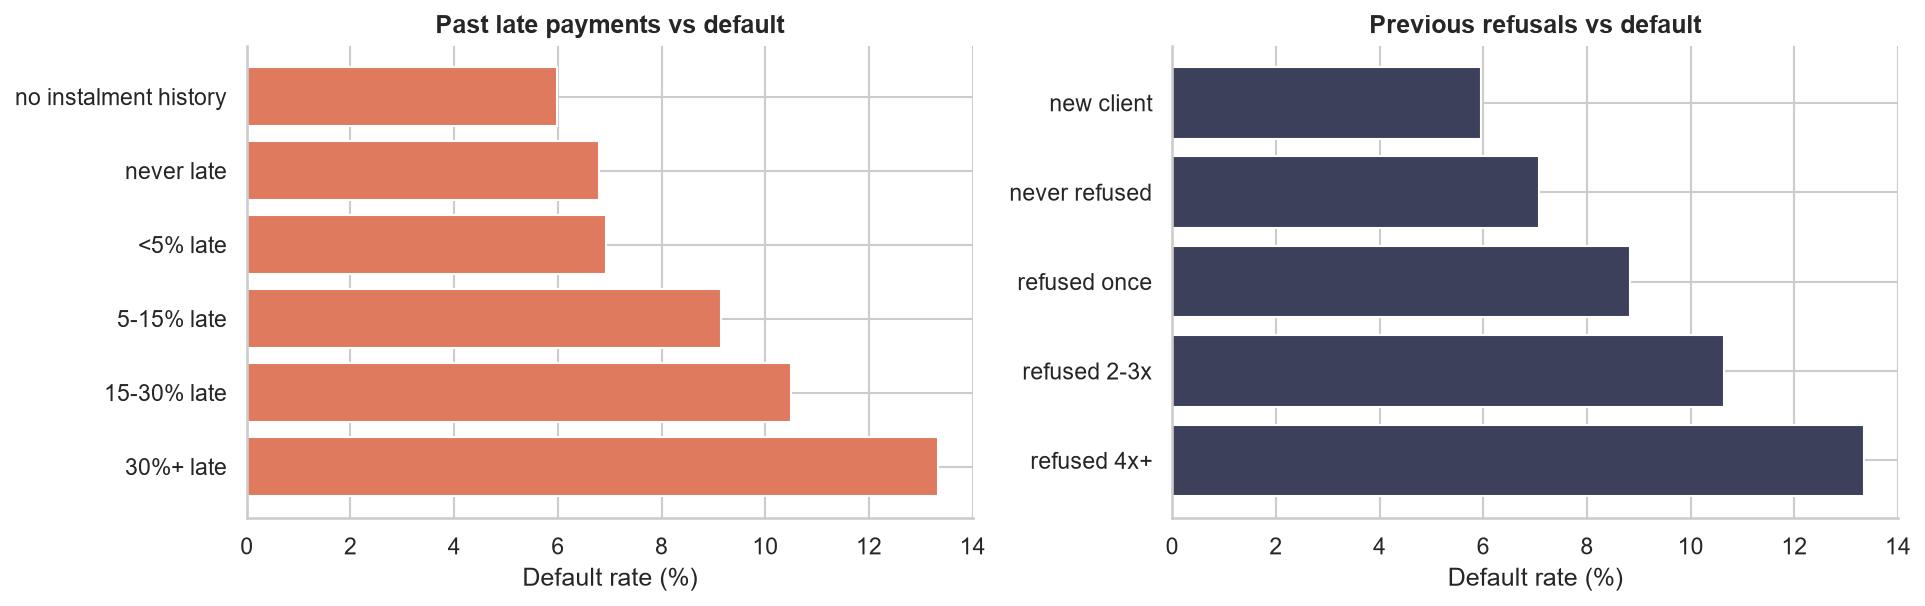 Past late payments vs default
no instalment history
never late
<5% late
5-15% late
15-30% late
30%+ late
0 2 4 6 8 10 12 14
Default rate (%)
Previous refusals vs default
new client
never refused
refused once
refused 2-3x
refused 4x+
0 2 4 6 8 10 12 14
Default rate (%)